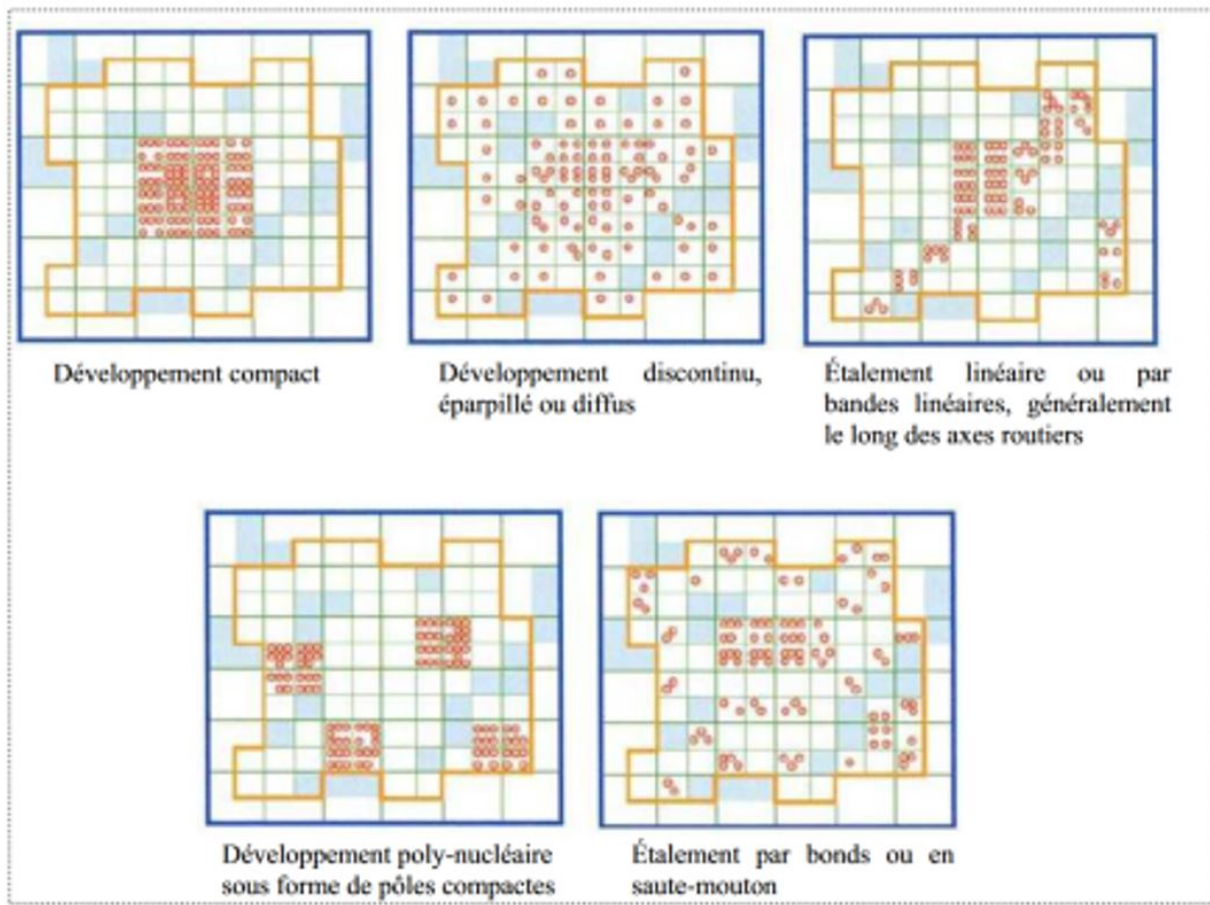 Développement compact
Développement discontinu,
éparpillé ou diffus
Étalement linéaire ou par
bandes linéaires, généralement
le long des axes routiers
Développement poly-nucléaire
sous forme de pôles compactes
Étalement par bonds ou en
saute-mouton